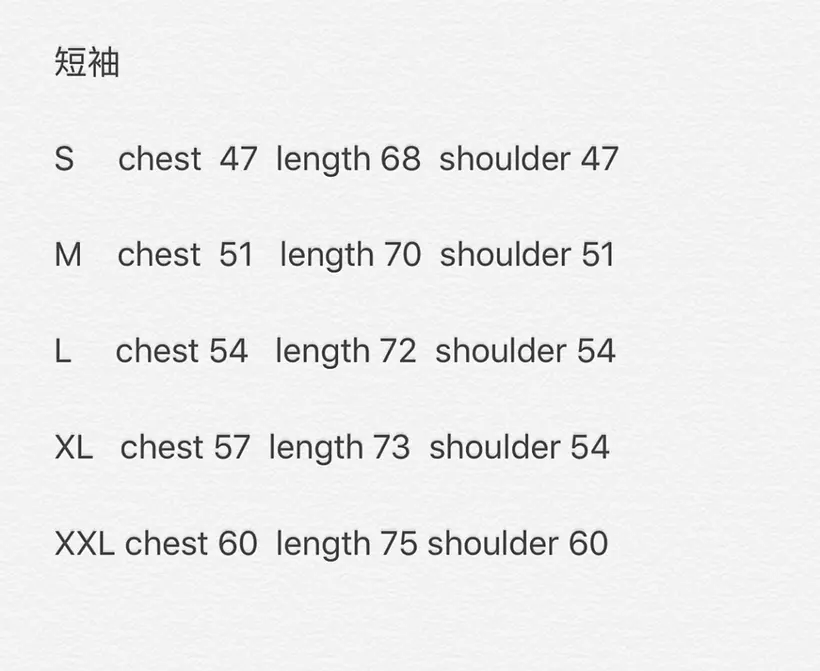 短袖
S chest 47 length 68 shoulder 47
M chest 51 length 70 shoulder 51
L chest 54 length 72 shoulder 54
XL chest 57 length 73 shoulder 54
XXL chest 60 length 75 shoulder 60